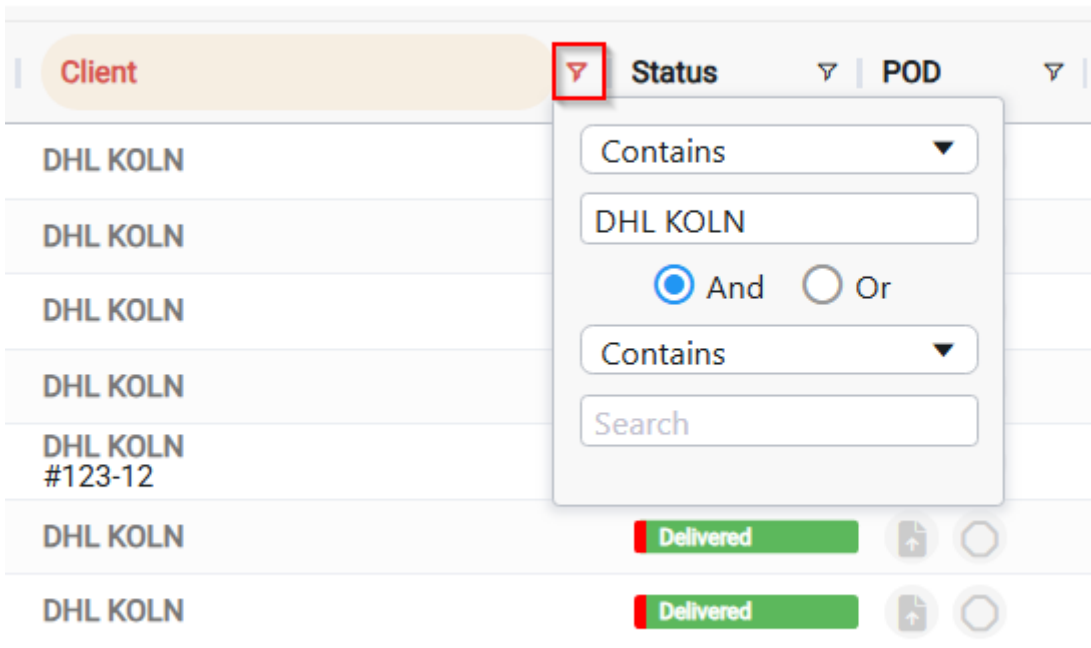 Client Status POD
DHL KOLN
DHL KOLN
DHL KOLN
DHL KOLN
DHL KOLN
#123-12
DHL KOLN Delivered
DHL KOLN Delivered
Contains
DHL KOLN
And Or
Contains
Search